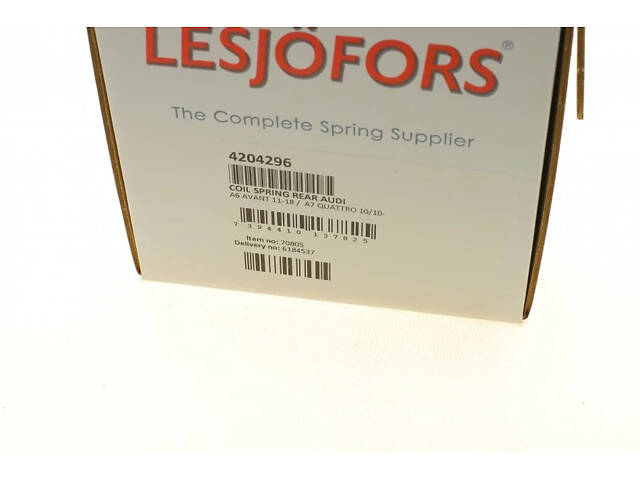 LESJÖFORS®
The Complete Spring Supplier
4204296
COIL SPRING REAR AUDI
A6 AVANT 11-18 / A7 QUATTRO 10/10-
7 394410 137825
Item no: 70805
Delivery no: 6184537